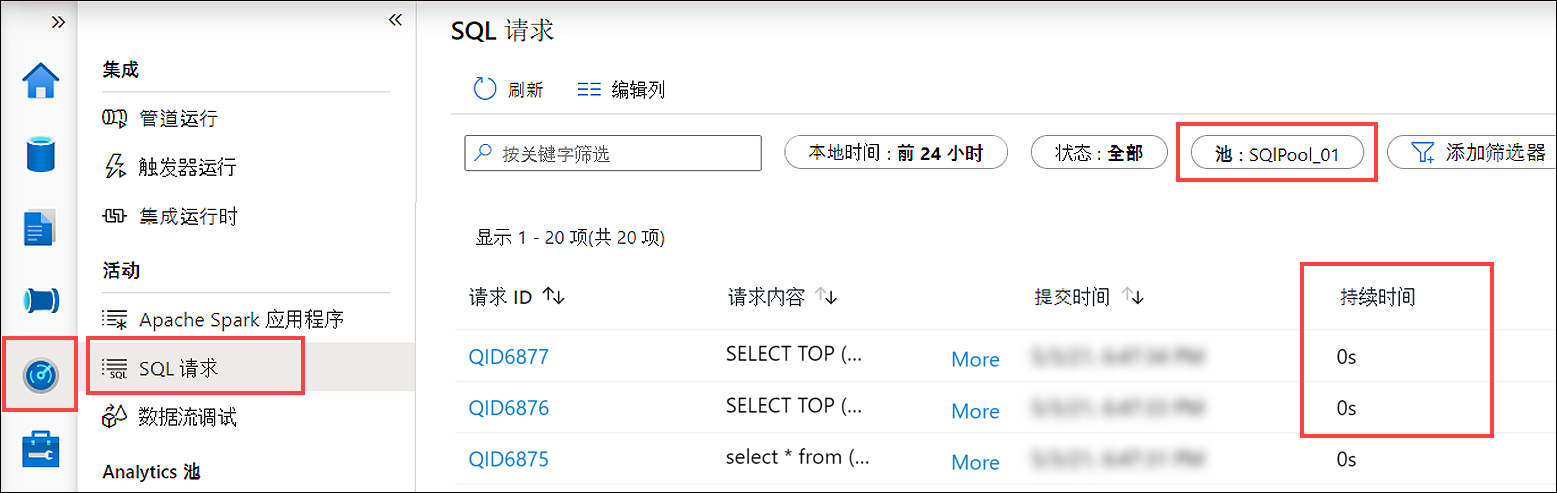 SQL 请求
集成
刷新
编辑列
管道运行
按关键字筛选
本地时间 : 前 24 小时
状态 : 全部
池 : SQlPool_01
添加筛选器
触发器运行
集成运行时
显示 1 - 20 项(共 20 项)
活动
请求 ID
请求内容
提交时间
持续时间
Apache Spark 应用程序
SQL 请求
SQL
数据流调试
Analytics 池
QID6877 SELECT TOP (... More 0s
QID6876 SELECT TOP (... More 0s
QID6875 select * from (... More 0s